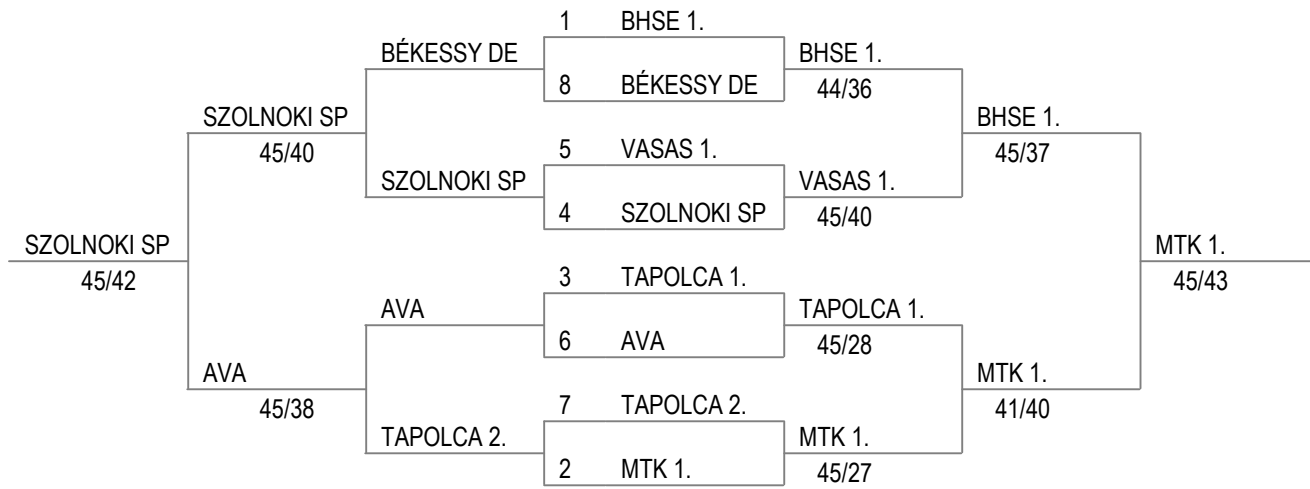 1 BHSE 1.
BÉKESSY DE
BHSE 1.
8 BÉKESSY DE
44/36
SZOLNOKI SP
BHSE 1.
45/40
5 VASAS 1.
45/37
SZOLNOKI SP
VASAS 1.
4 SZOLNOKI SP
45/40
SZOLNOKI SP
MTK 1.
45/42
3 TAPOLCA 1.
45/43
AVA
TAPOLCA 1.
6 AVA
45/28
AVA
MTK 1.
45/38
7 TAPOLCA 2.
41/40
TAPOLCA 2.
MTK 1.
2 MTK 1.
45/27